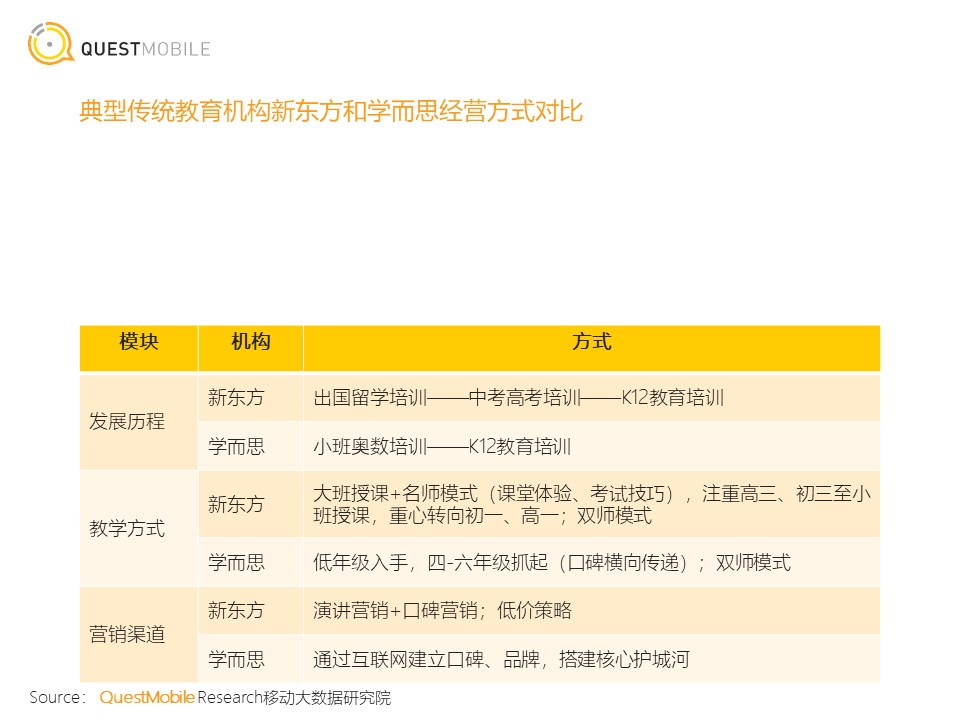 QUESTMOBILE
典型传统教育机构新东方和学而思经营方式对比
模块 机构 方式
发展历程
新东方 出国留学培训——中考高考培训——K12教育培训
学而思 小班奥数培训——K12教育培训
教学方式
新东方 大班授课+名师模式（课堂体验、考试技巧），注重高三、初三至小
班授课，重心转向初一、高一；双师模式
学而思 低年级入手，四-六年级抓起（口碑横向传递）；双师模式
营销渠道
新东方 演讲营销+口碑营销；低价策略
学而思 通过互联网建立口碑、品牌，搭建核心护城河
Source： QuestMobile Research移动大数据研究院